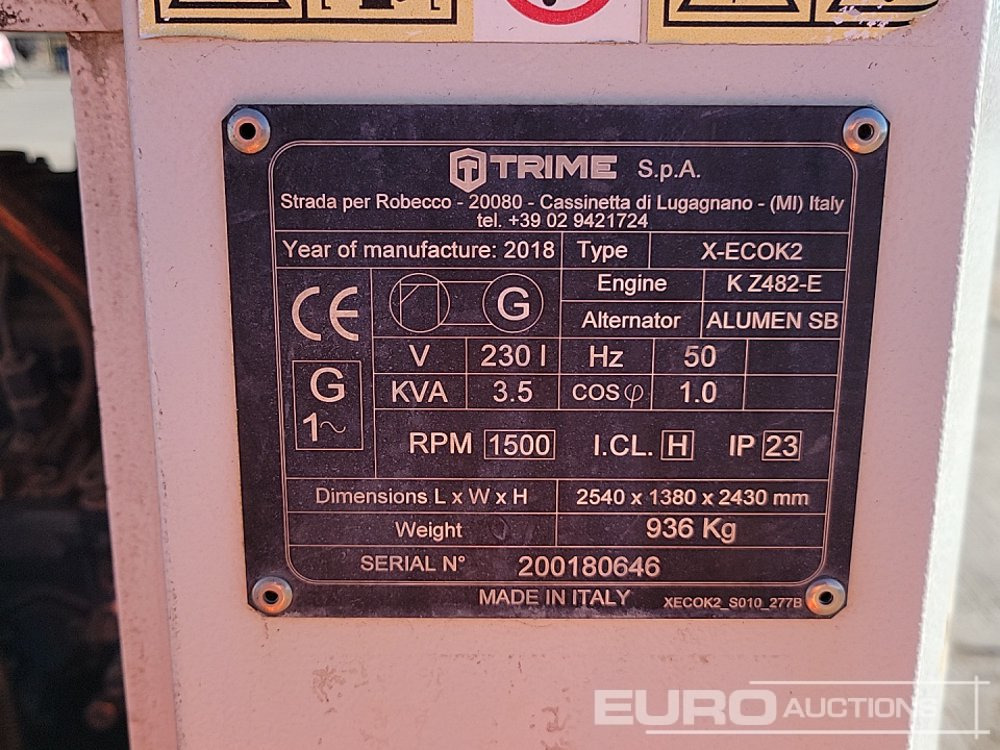 TRIME S.p.A.
Strada per Robecco - 20080 - Cassinetta di Lugagnano - (MI) Italy
tel. +39 02 9421724
Year of manufacture: 2018 Type X-ECOK2
Engine K Z482-E
CE G Alternator ALUMEN SB
V 230 I Hz 50
G
1~
KVA 3.5 COS φ 1.0
RPM 1500 I.CL. H IP 23
Dimensions L x W x H 2540 x 1380 x 2430 mm
Weight 936 Kg
SERIAL N° 200180646
MADE IN ITALY XECOK2_S010_277B
EURO AUCTIONS